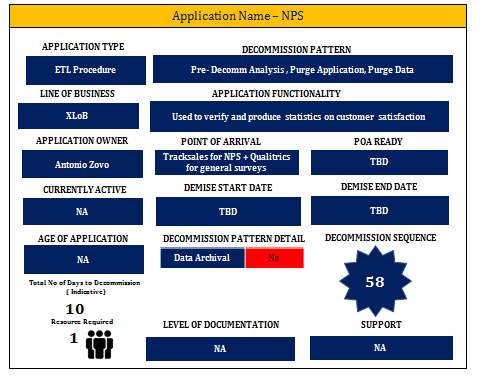 Application Name – NPS
APPLICATION TYPE
DECOMMISSION PATTERN
ETL Procedure
Pre- Decomm Analysis , Purge Application, Purge Data
LINE OF BUSINESS
APPLICATION FUNCTIONALITY
XLoB
Used to verify and produce statistics on customer satisfaction
APPLICATION OWNER
POINT OF ARRIVAL
POA READY
Antonio Zovo
Tracksales for NPS + Qualitrics
for general surveys
TBD
CURRENTLY ACTIVE
DEMISE START DATE
DEMISE END DATE
NA
TBD
TBD
AGE OF APPLICATION
DECOMMISSION PATTERN DETAIL
DECOMMISSION SEQUENCE
NA
Data Archival
No
58
Total No of Days to Decommission
( Indicative)
10
Resource Required
1
LEVEL OF DOCUMENTATION
SUPPORT
NA
NA